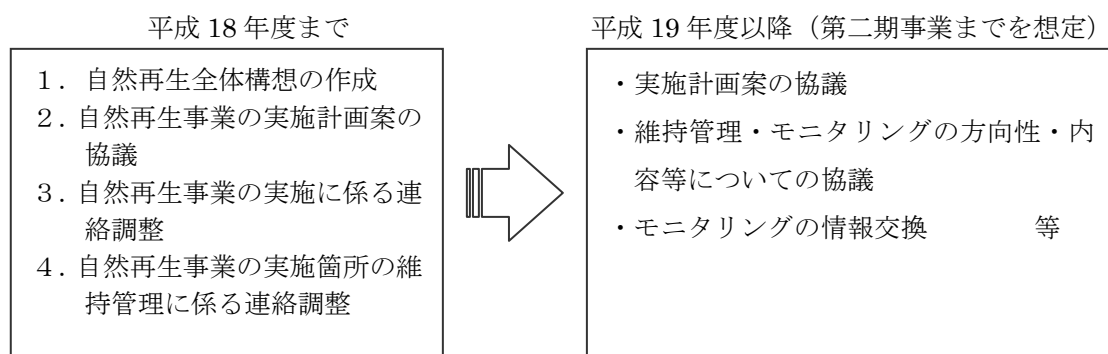 平成 18 年度まで
１．自然再生全体構想の作成
２．自然再生事業の実施計画案の
協議
３．自然再生事業の実施に係る連
絡調整
４．自然再生事業の実施箇所の維
持管理に係る連絡調整
平成 19 年度以降（第二期事業までを想定）
・実施計画案の協議
・維持管理・モニタリングの方向性・内
容等についての協議
・モニタリングの情報交換　　　　等